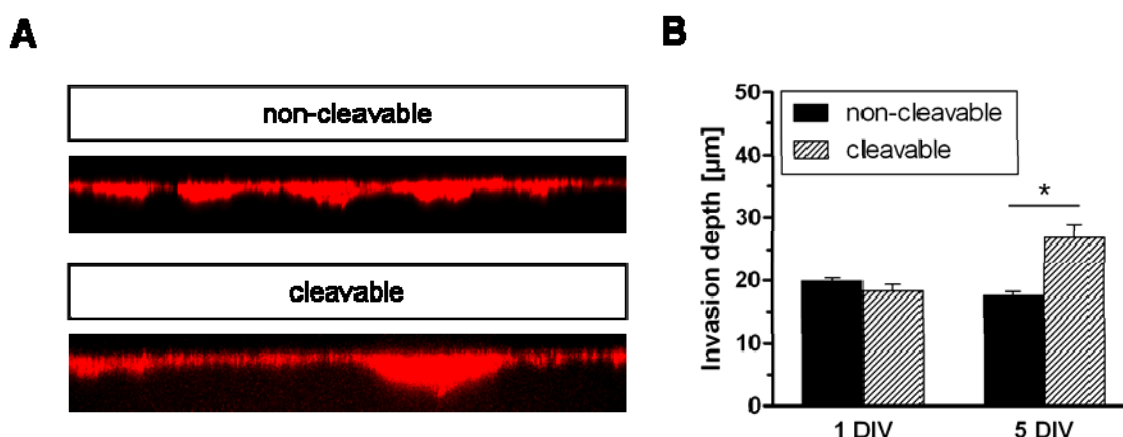 A
non-cleavable
cleavable
B
Invasion depth [µm]
50
40
30
20
10
0
non-cleavable
cleavable
*
1 DIV
5 DIV